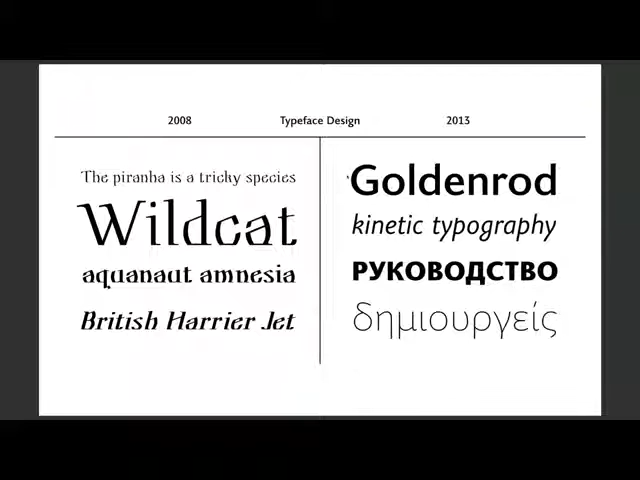 2008 Typeface Design 2013
The piranha is a tricky species
Wildcat
aquanaut amnesia
British Harrier Jet
Goldenrod
kinetic typography
РУКОВОДСТВО
δημιουργείς